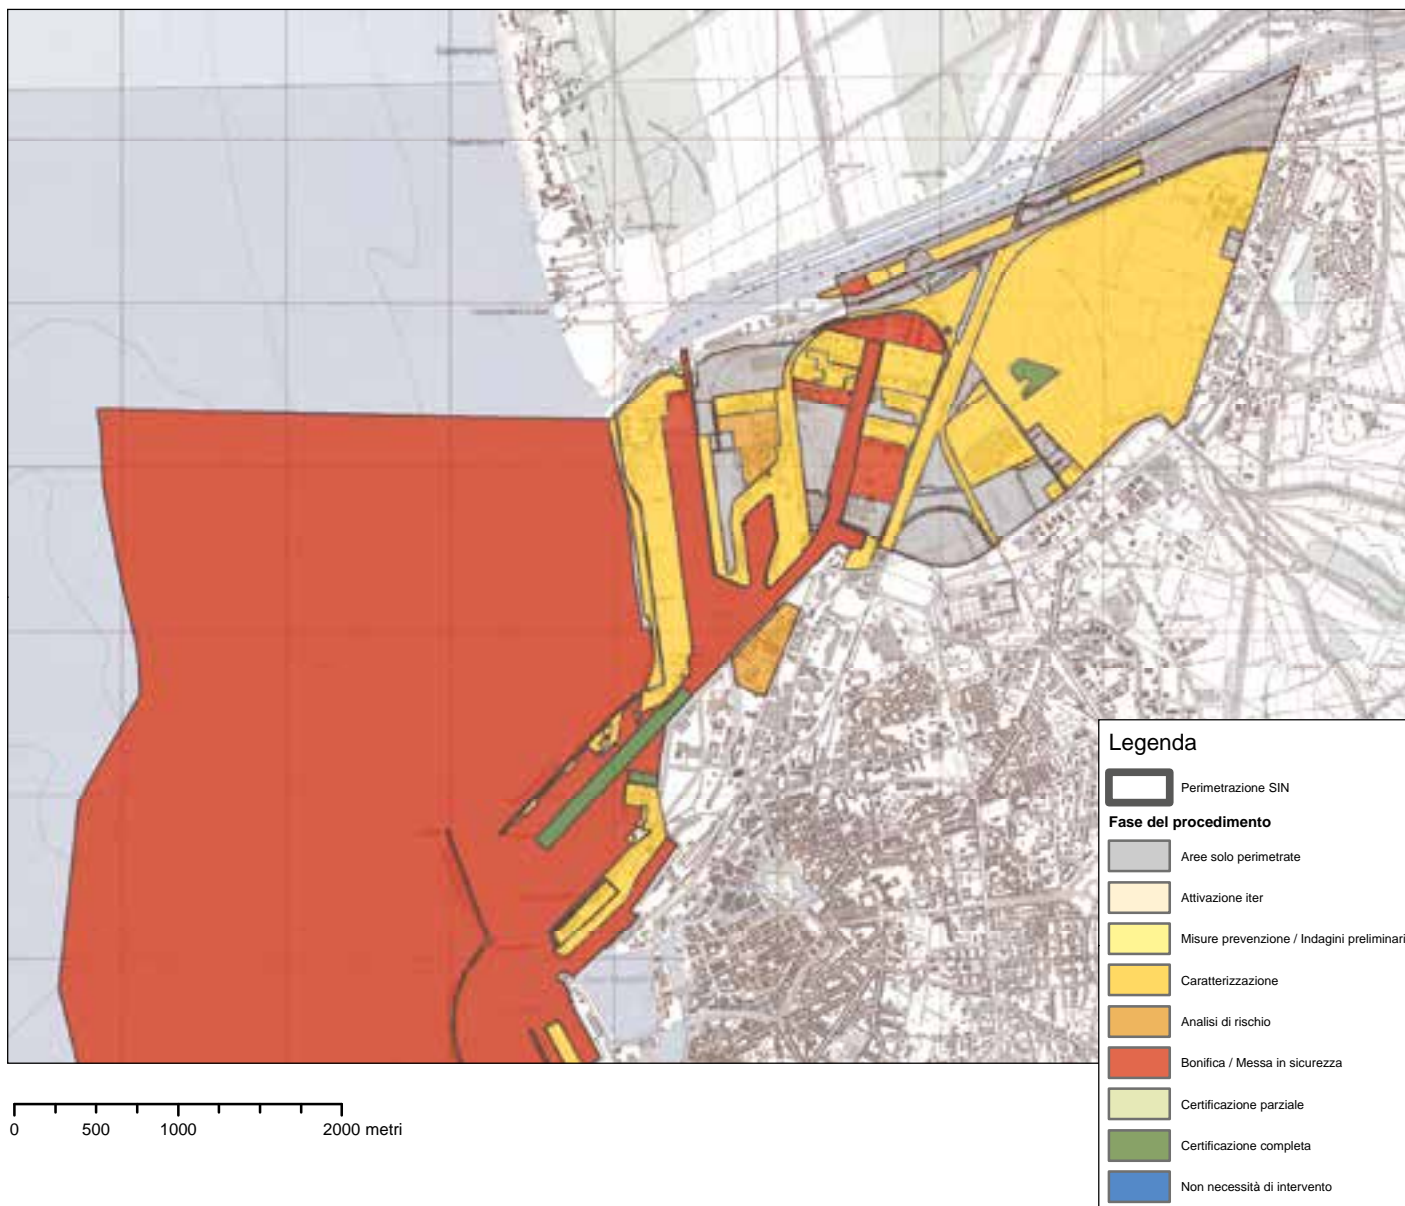 Legenda
Perimetrazione SIN
Fase del procedimento
Aree solo perimetrate
Attivazione iter
Misure prevenzione / Indagini preliminari
Caratterizzazione
Analisi di rischio
Bonifica / Messa in sicurezza
Certificazione parziale
Certificazione completa
Non necessità di intervento
0 500 1000 2000 metri